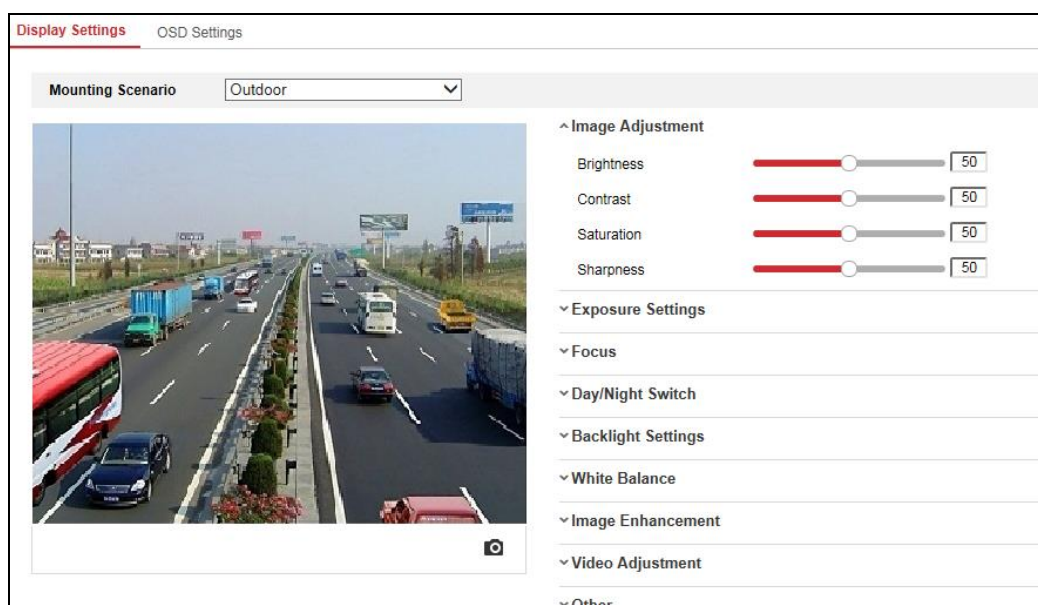 Display Settings OSD Settings
Mounting Scenario Outdoor
Image Adjustment
Brightness 50
Contrast 50
Saturation 50
Sharpness 50
Exposure Settings
Focus
Day/Night Switch
Backlight Settings
White Balance
Image Enhancement
Video Adjustment
Other